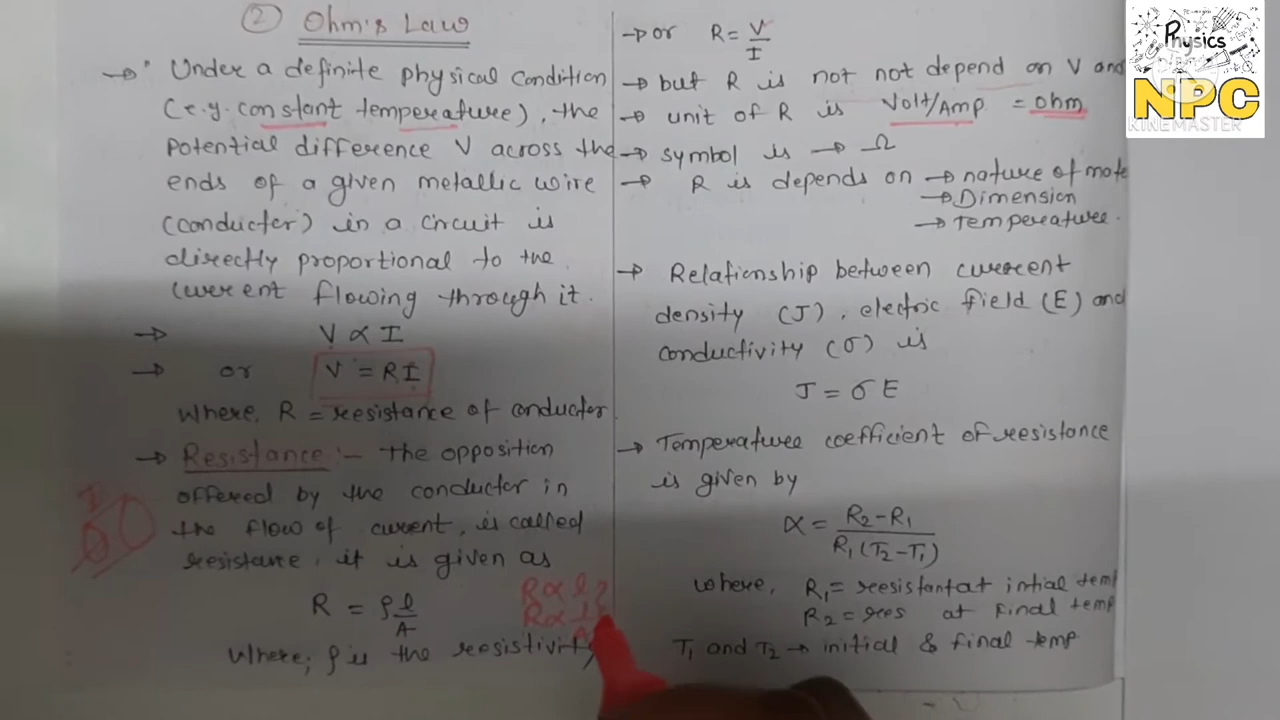 ② Ohm's Law
→ Under a definite physical condition
(e.g. constant temperature), the
potential difference V across the
ends of a given metallic wire
(conductor) in a circuit is
directly proportional to the
current flowing through it.
→ V ∝ I
→ or V = RI
Where, R = resistance of conductor
→ Resistance :- the opposition
offered by the conductor in
the flow of current, is called
resistance, it is given as
R = ρ l/A
Where, ρ is the resistivity
R ∝ l
R ∝ 1/A
→ or R = V/I
→ but R is not not depend on V and
→ unit of R is Volt/Amp = ohm
→ symbol is → Ω
→ R is depends on → nature of mate
→ Dimension
→ Temperature.
→ Relationship between current
density (J), electric field (E) and
conductivity (σ) is
J = σ E
→ Temperature coefficient of resistance
is given by
α = R₂-R₁ / R₁(T₂-T₁)
Where, R₁ = resistant at intial temp
R₂ = res at final temp
T₁ and T₂ → initial & final temp
Physics
NPC
KINEMASTER